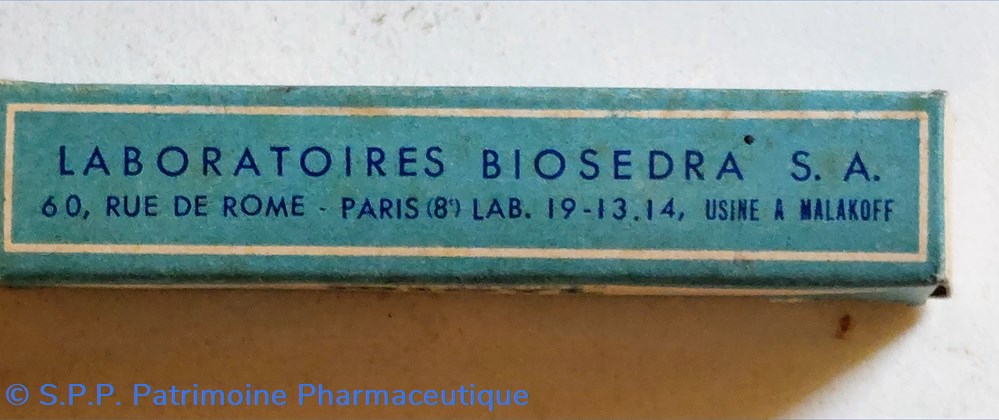 LABORATOIRES BIOSEDRA S. A.
60, RUE DE ROME - PARIS (8ᵉ) LAB. 19-13.14, USINE A MALAKOFF
© S.P.P. Patrimoine Pharmaceutique